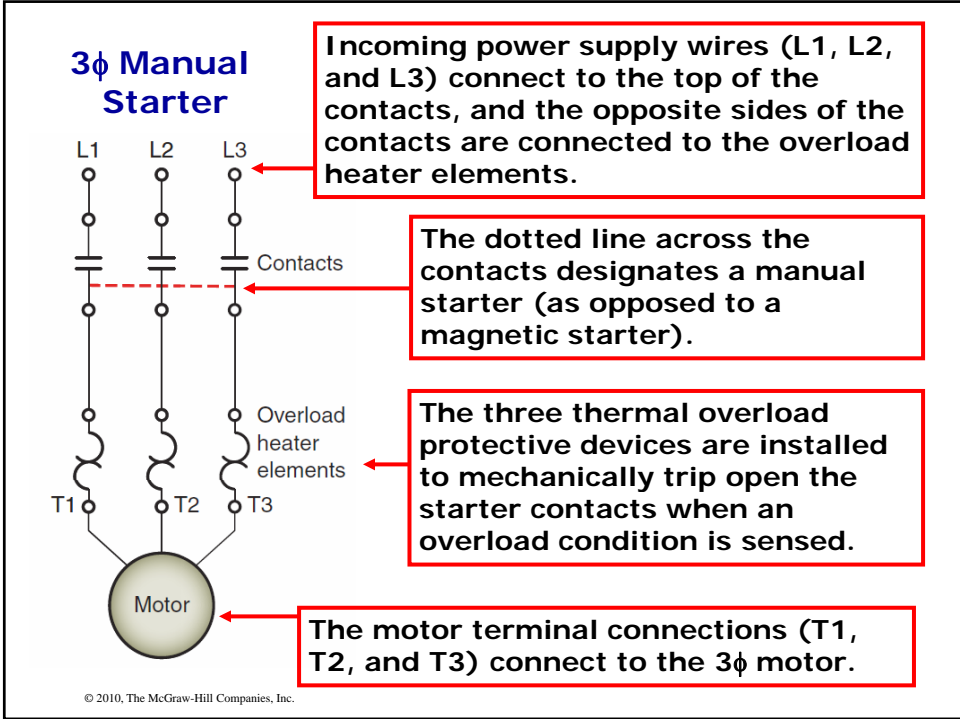 3ϕ Manual
Starter
Incoming power supply wires (L1, L2,
and L3) connect to the top of the
contacts, and the opposite sides of the
contacts are connected to the overload
heater elements.
L1 L2 L3
Contacts
The dotted line across the
contacts designates a manual
starter (as opposed to a
magnetic starter).
Overload
heater
elements
The three thermal overload
protective devices are installed
to mechanically trip open the
starter contacts when an
overload condition is sensed.
T1 T2 T3
Motor
The motor terminal connections (T1,
T2, and T3) connect to the 3ϕ motor.
© 2010, The McGraw-Hill Companies, Inc.